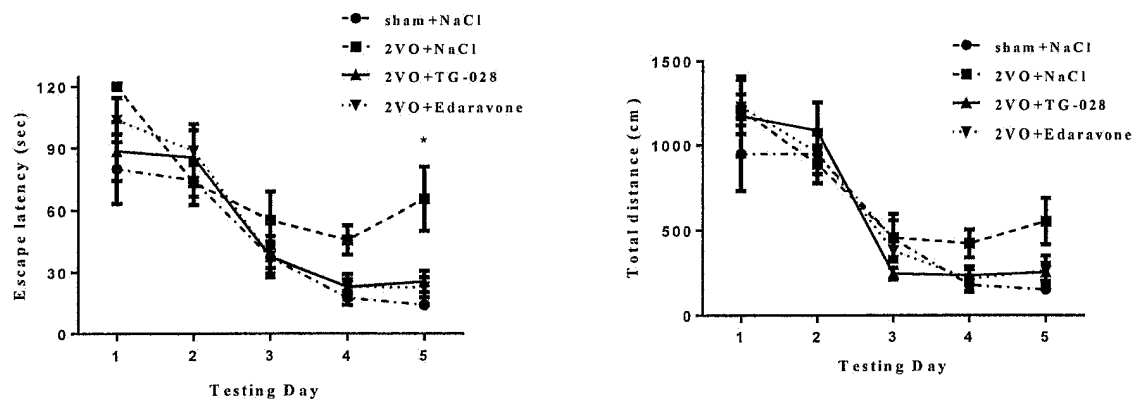 sham+NaCl
2VO+NaCl
2VO+TG-028
2VO+Edaravone
*
Escape latency (sec)
120
90
60
30
0
1 2 3 4 5
Testing Day
sham+NaCl
2VO+NaCl
2VO+TG-028
2VO+Edaravone
Total distance (cm)
1500
1000
500
0
1 2 3 4 5
Testing Day